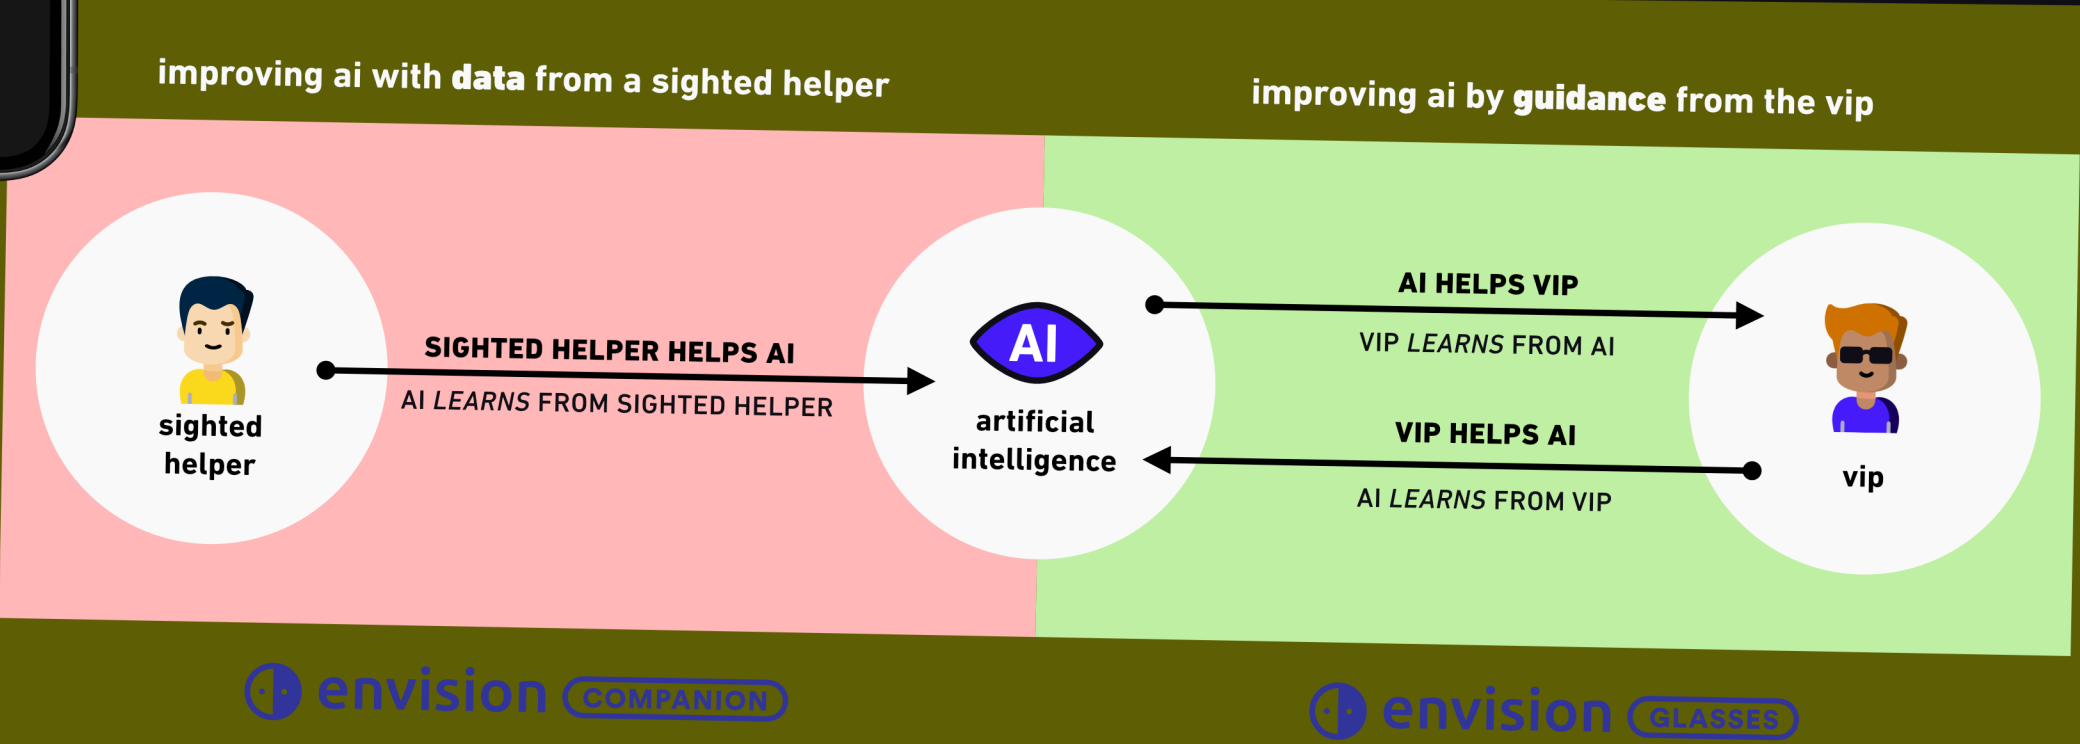 improving ai with data from a sighted helper
improving ai by guidance from the vip
SIGHTED HELPER HELPS AI
AI LEARNS FROM SIGHTED HELPER
sighted
helper
AI
artificial
intelligence
AI HELPS VIP
VIP LEARNS FROM AI
VIP HELPS AI
AI LEARNS FROM VIP
vip
envision COMPANION
envision GLASSES